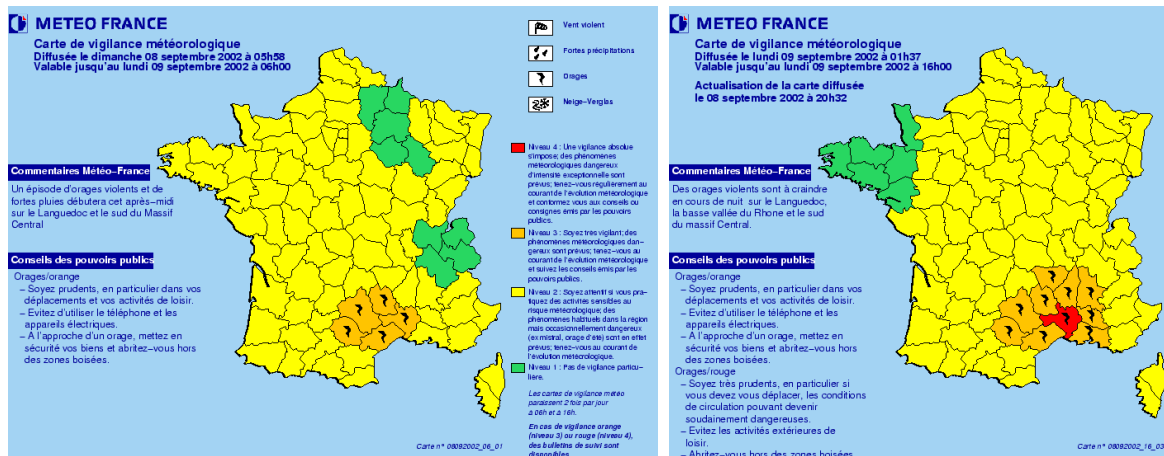 METEO FRANCE
Carte de vigilance météorologique
Diffusée le dimanche 08 septembre 2002 à 05h58
Valable jusqu'au lundi 09 septembre 2002 à 06h00
Commentaires Météo-France
Un épisode d'orages violents et de
fortes pluies débutera cet après-midi
sur le Languedoc et le sud du Massif
Central
Conseils des pouvoirs publics
Orages/orange
- Soyez prudents, en particulier dans vos
déplacements et vos activités de loisir.
- Evitez d'utiliser le téléphone et les
appareils électriques.
- A l'approche d'un orage, mettez en
sécurité vos biens et abritez-vous hors
des zones boisées.
Vent violent
Fortes précipitations
Orages
Neige-Verglas
Niveau 4 : Une vigilance absolue
s'impose; des phénomènes
météorologiques dangereux
d'intensité exceptionnelle sont
prévus; tenez-vous régulièrement au
courant de l'évolution météorologique
et conformez vous aux conseils ou
consignes émis par les pouvoirs
publics.
Niveau 3 : Soyez très vigilant; des
phénomènes météorologiques dan-
gereux sont prévus; tenez-vous au
courant de l'évolution météorologique
et suivez les conseils émis par les
pouvoirs publics.
Niveau 2 : Soyez attentif si vous pra-
tiquez des activités sensibles au
risque météorologique; des
phénomènes habituels dans la région
mais occasionnellement dangereux
(ex mistral, orage d'été) sont en effet
prévus; tenez-vous au courant de
l'évolution météorologique.
Niveau 1 : Pas de vigilance particu-
lière.
Les cartes de vigilance météo
paraissent 2 fois par jour
à 06h et à 16h.
En cas de vigilance orange
(niveau 3) ou rouge (niveau 4),
des bulletins de suivi sont
disponibles
Carte n° 08092002_06_01
METEO FRANCE
Carte de vigilance météorologique
Diffusée le lundi 09 septembre 2002 à 01h37
Valable jusqu'au lundi 09 septembre 2002 à 16h00
Actualisation de la carte diffusée
le 08 septembre 2002 à 20h32
Commentaires Météo-France
Des orages violents sont à craindre
en cours de nuit sur le Languedoc,
la basse vallée du Rhone et le sud
du massif Central.
Conseils des pouvoirs publics
Orages/orange
- Soyez prudents, en particulier dans vos
déplacements et vos activités de loisir.
- Evitez d'utiliser le téléphone et les
appareils électriques.
- A l'approche d'un orage, mettez en
sécurité vos biens et abritez-vous hors
des zones boisées.
Orages/rouge
- Soyez très prudents, en particulier si
vous devez vous déplacer, les conditions
de circulation pouvant devenir
soudainement dangereuses.
- Evitez les activités extérieures de
loisir.
- Abritez-vous hors des zones boisées
Carte n° 08092002_16_03